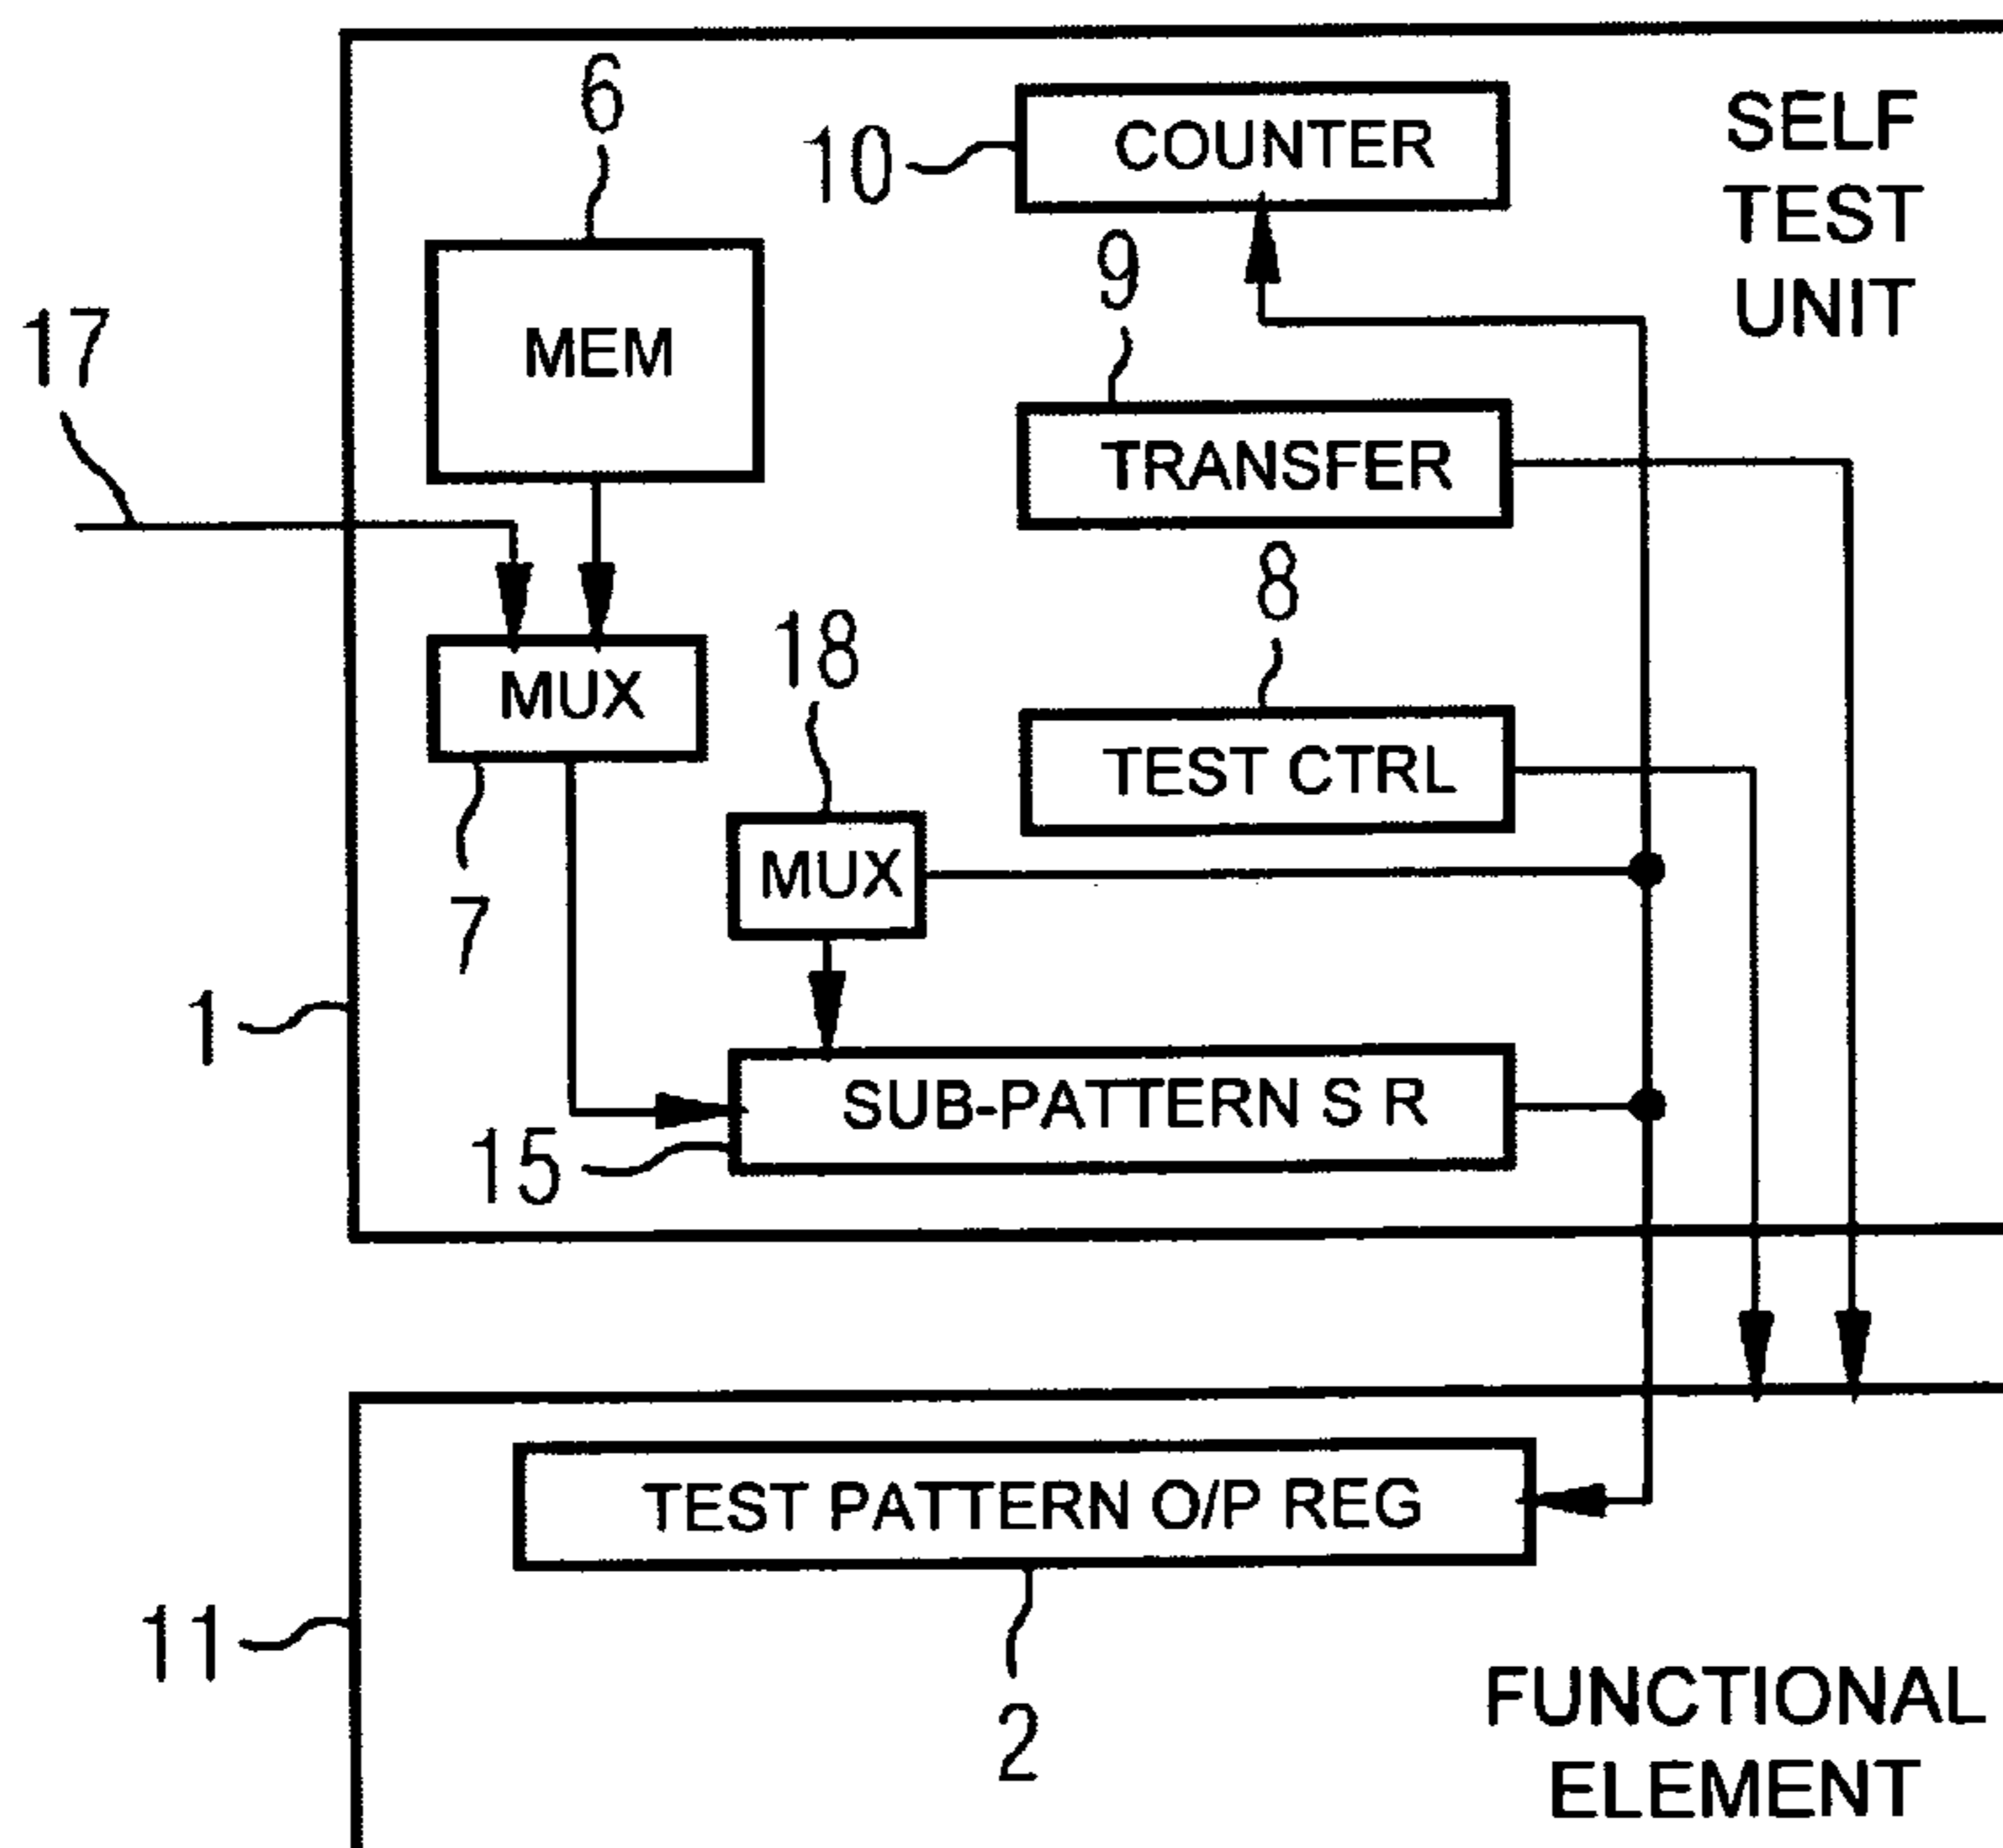 6
10
COUNTER
SELF
TEST
UNIT
9
17
MEM
TRANSFER
8
18
MUX
TEST CTRL
MUX
7
1
SUB-PATTERN S R
15
TEST PATTERN O/P REG
11
2
FUNCTIONAL
ELEMENT